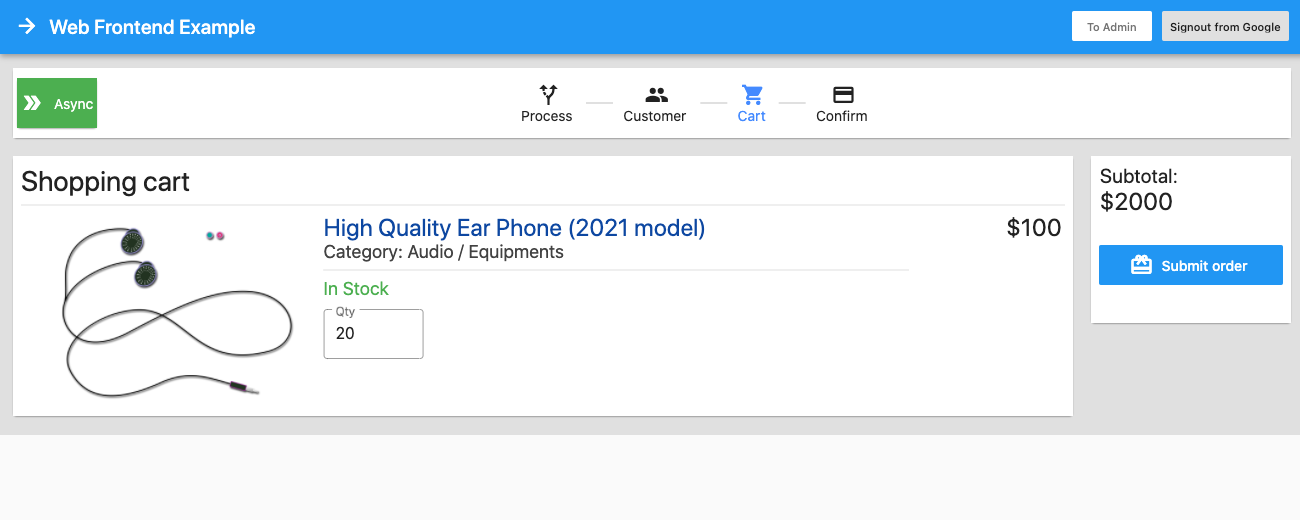 Web Frontend Example
To Admin
Signout from Google
Async
Process
Customer
Cart
Confirm
Shopping cart
High Quality Ear Phone (2021 model)
$100
Category: Audio / Equipments
In Stock
Qty
20
Subtotal:
$2000
Submit order